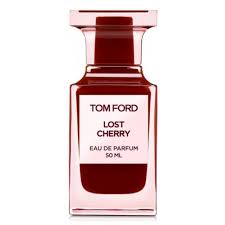 TOM FORD
LOST
CHERRY
EAU DE PARFUM
50 ML